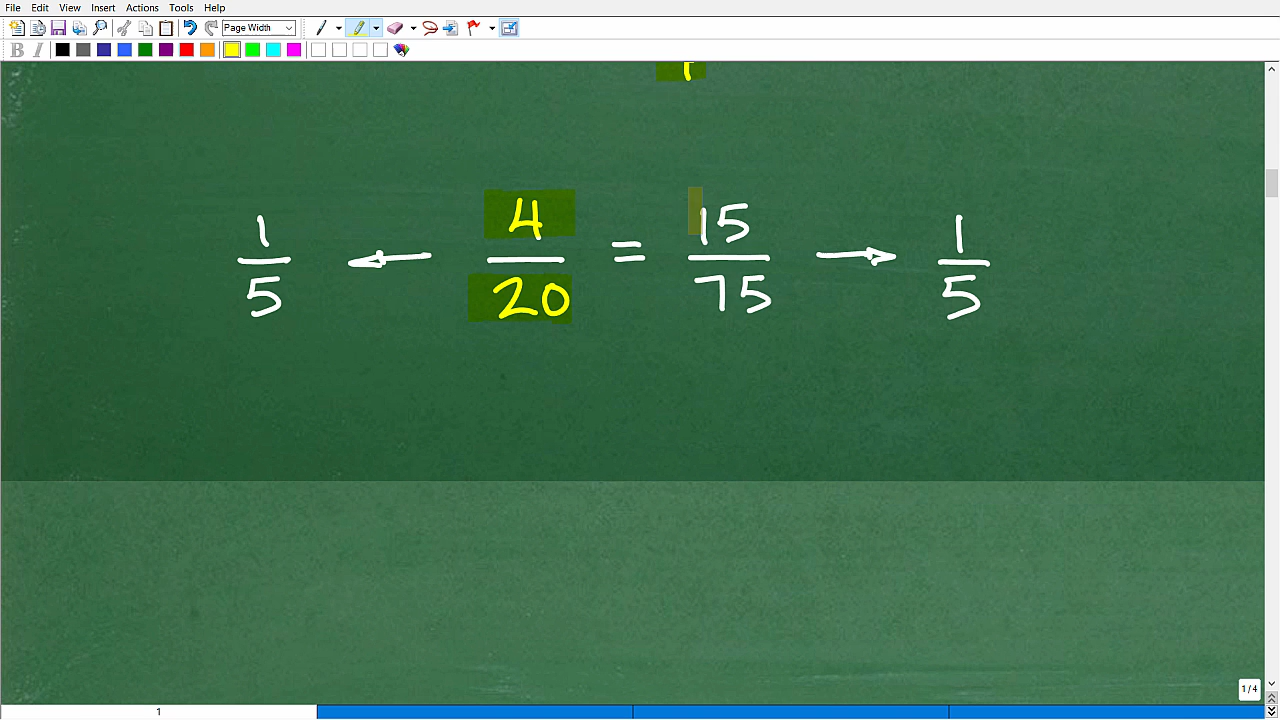 File Edit View Insert Actions Tools Help
Page Width
B I
1/5 ← 4/20 = 15/75 → 1/5
1/4
1